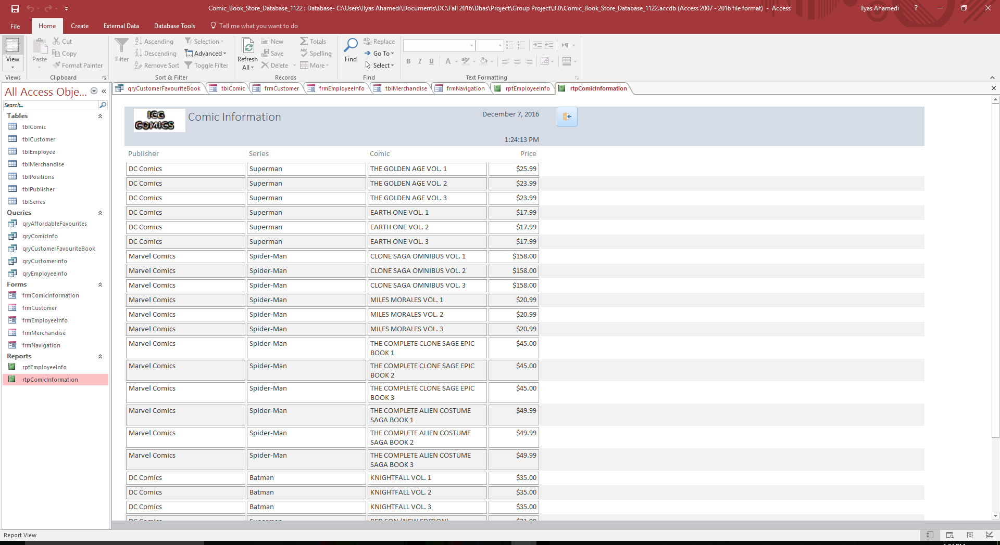 Comic_Book_Store_Database_1122 : Database- C:\Users\Ilyas Ahamedi\Documents\DC\Fall 2016\Dbas\Project\Group Project\3.0\Comic_Book_Store_Database_1122.accdb (Access 2007 - 2016 file format) - Access
Ilyas Ahamedi
?
File Home Create External Data Database Tools Tell me what you want to do
View
Views
Paste
Cut
Copy
Format Painter
Clipboard
Filter
Ascending
Descending
Remove Sort
Selection
Advanced
Toggle Filter
Sort & Filter
Refresh All
New
Save
Delete
Totals
Spelling
More
Records
Find
Replace
Go To
Select
Find
B I U A
Text Formatting
All Access Obje...
Search...
Tables
tblComic
tblCustomer
tblEmployee
tblMerchandise
tblPositions
tblPublisher
tblSeries
Queries
qryAffordableFavourites
qryComicInfo
qryCustomerFavouriteBook
qryCustomerInfo
qryEmployeeInfo
Forms
frmComicInformation
frmCustomer
frmEmployeeInfo
frmMerchandise
frmNavigation
Reports
rptEmployeeInfo
rtpComicInformation
qryCustomerFavouriteBook tblComic frmCustomer frmEmployeeInfo tblMerchandise frmNavigation rptEmployeeInfo rtpComicInformation
ICG COMICS
Comic Information
December 7, 2016
1:24:13 PM
Publisher Series Comic Price
DC Comics Superman THE GOLDEN AGE VOL. 1 $25.99
DC Comics Superman THE GOLDEN AGE VOL. 2 $23.99
DC Comics Superman THE GOLDEN AGE VOL. 3 $23.99
DC Comics Superman EARTH ONE VOL. 1 $17.99
DC Comics Superman EARTH ONE VOL. 2 $17.99
DC Comics Superman EARTH ONE VOL. 3 $17.99
Marvel Comics Spider-Man CLONE SAGA OMNIBUS VOL. 1 $158.00
Marvel Comics Spider-Man CLONE SAGA OMNIBUS VOL. 2 $158.00
Marvel Comics Spider-Man CLONE SAGA OMNIBUS VOL. 3 $158.00
Marvel Comics Spider-Man MILES MORALES VOL. 1 $20.99
Marvel Comics Spider-Man MILES MORALES VOL. 2 $20.99
Marvel Comics Spider-Man MILES MORALES VOL. 3 $20.99
Marvel Comics Spider-Man THE COMPLETE CLONE SAGE EPIC $45.00
BOOK 1
Marvel Comics Spider-Man THE COMPLETE CLONE SAGE EPIC $45.00
BOOK 2
Marvel Comics Spider-Man THE COMPLETE CLONE SAGE EPIC $45.00
BOOK 3
Marvel Comics Spider-Man THE COMPLETE ALIEN COSTUME $49.99
SAGA BOOK 1
Marvel Comics Spider-Man THE COMPLETE ALIEN COSTUME $49.99
SAGA BOOK 2
Marvel Comics Spider-Man THE COMPLETE ALIEN COSTUME $49.99
SAGA BOOK 3
DC Comics Batman KNIGHTFALL VOL. 1 $35.00
DC Comics Batman KNIGHTFALL VOL. 2 $35.00
DC Comics Batman KNIGHTFALL VOL. 3 $35.00
DC Comics Superman RED SON (NEW EDITION)
Report View
1:24 PM